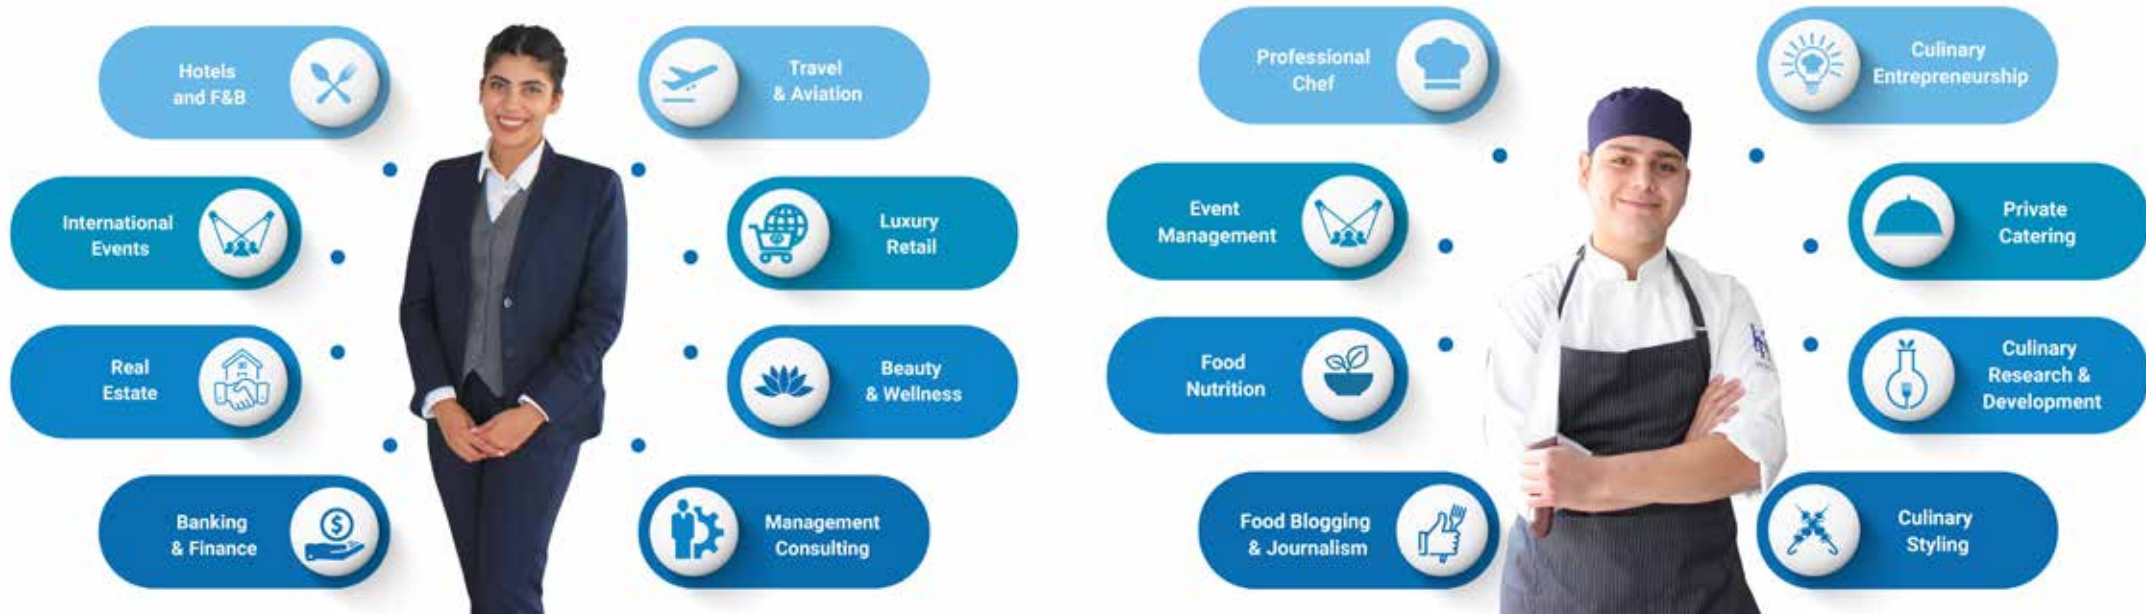 Hotels
and F&B
International
Events
Real
Estate
Banking
& Finance
Travel
& Aviation
Luxury
Retail
Beauty
& Wellness
Management
Consulting
Professional
Chef
Event
Management
Food
Nutrition
Food Blogging
& Journalism
Culinary
Entrepreneurship
Private
Catering
Culinary
Research &
Development
Culinary
Styling